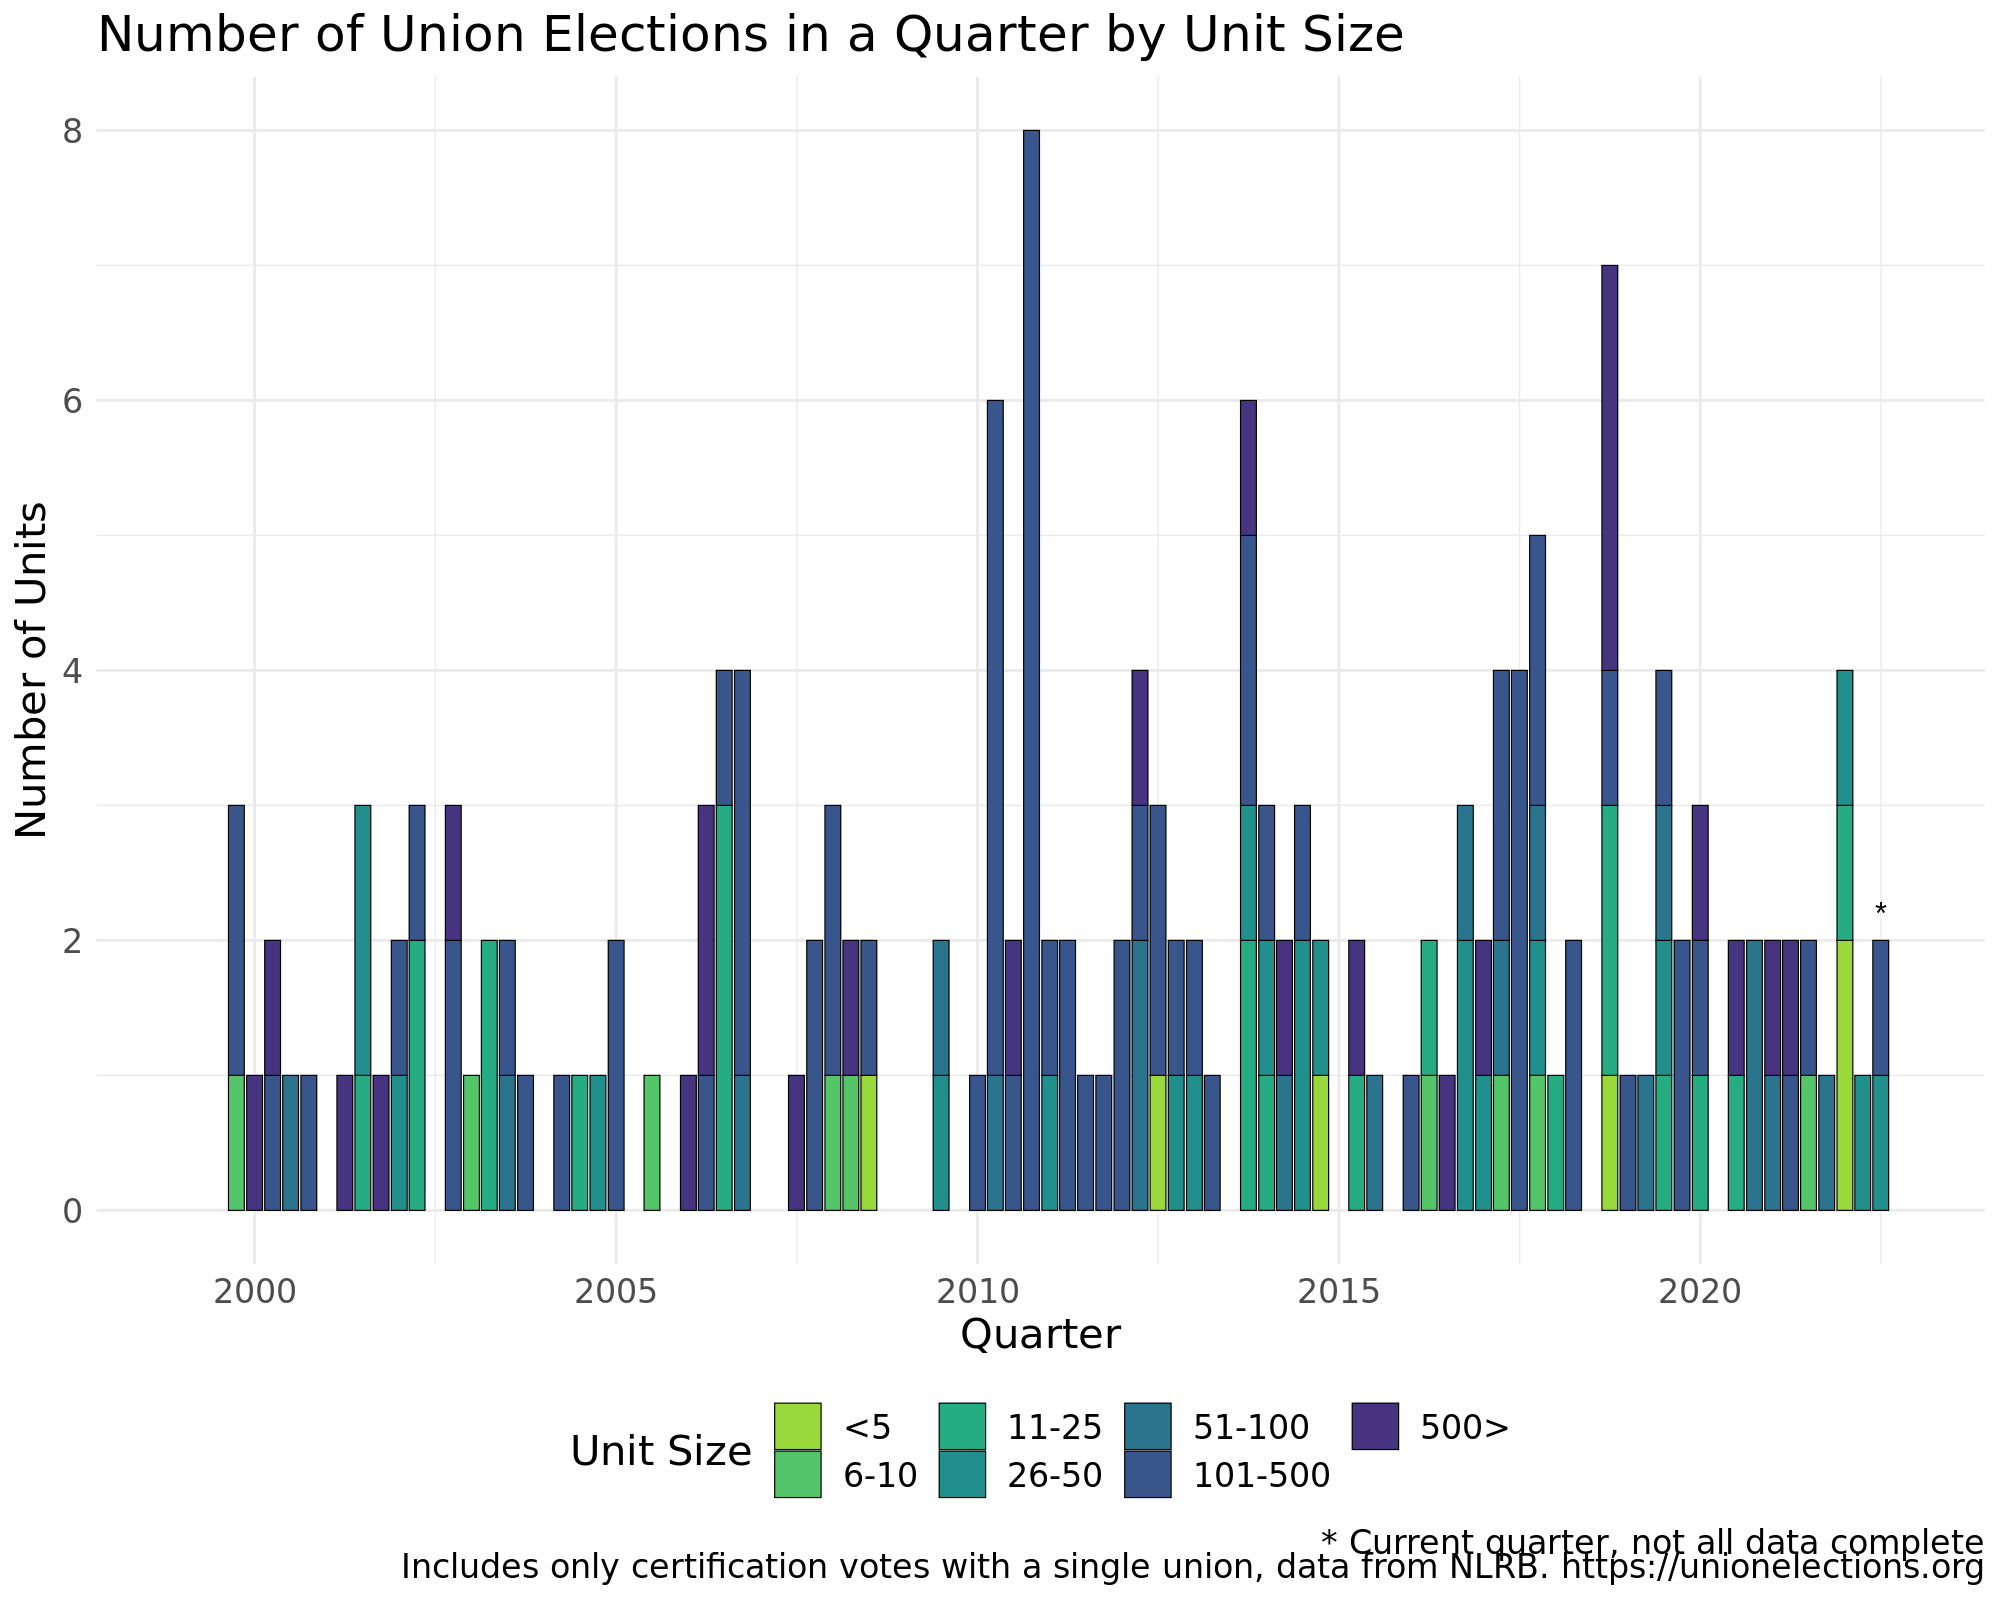 Number of Union Elections in a Quarter by Unit Size
Number of Units
8
6
4
2
0
*
2000 2005 2010 2015 2020
Quarter
Unit Size
<5 11-25 51-100 500>
6-10 26-50 101-500
* Current quarter, not all data complete
Includes only certification votes with a single union, data from NLRB. https://unionelections.org